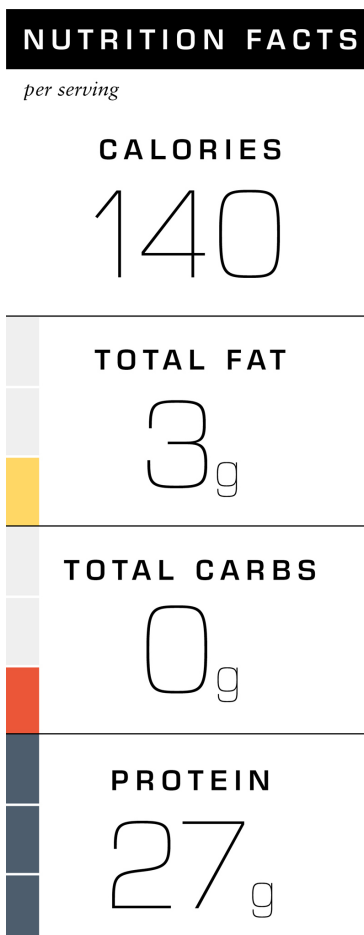 NUTRITION FACTS
per serving
CALORIES
140
TOTAL FAT
3g
TOTAL CARBS
0g
PROTEIN
27g